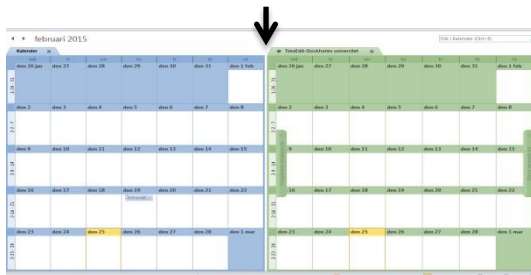 februari 2015
Sök i Kalender (Ctrl+E)
Kalender
TimeEdit Stockholms universitet
den 26 jan den 27 den 28 den 29 den 30 den 31 den 1 feb
den 26 jan den 27 den 28 den 29 den 30 den 31 den 1 feb
den 2 den 3 den 4 den 5 den 6 den 7 den 8
den 2 den 3 den 4 den 5 den 6 den 7 den 8
den 9 den 10 den 11 den 12 den 13 den 14 den 15
9 den 10 den 11 den 12 den 13 den 14 den 15
den 16 den 17 den 18 den 19 den 20 den 21 den 22
16 den 17 den 18 den 19 den 20 den 21 den 22
den 23 den 24 den 25 den 26 den 27 den 28 den 1 mar
den 23 den 24 den 25 den 26 den 27 den 28 den 1 mar